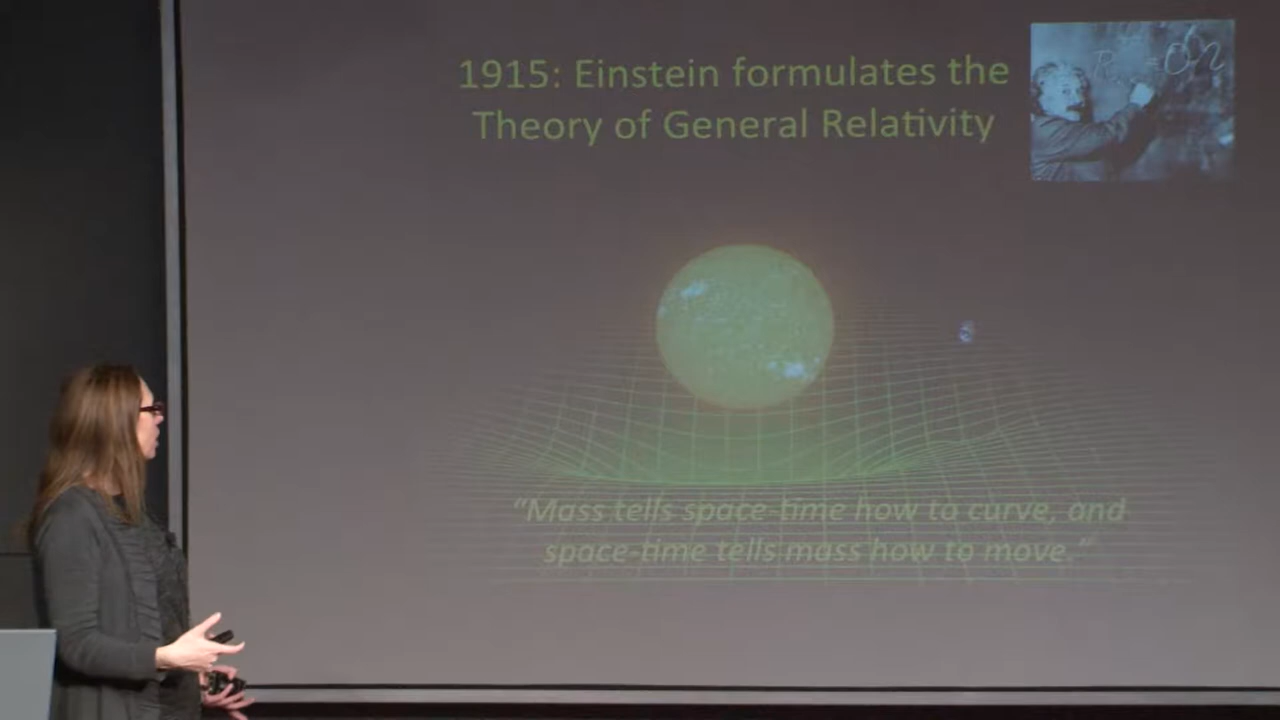 1915: Einstein formulates the
Theory of General Relativity
“Mass tells space-time how to curve, and
space-time tells mass how to move.”